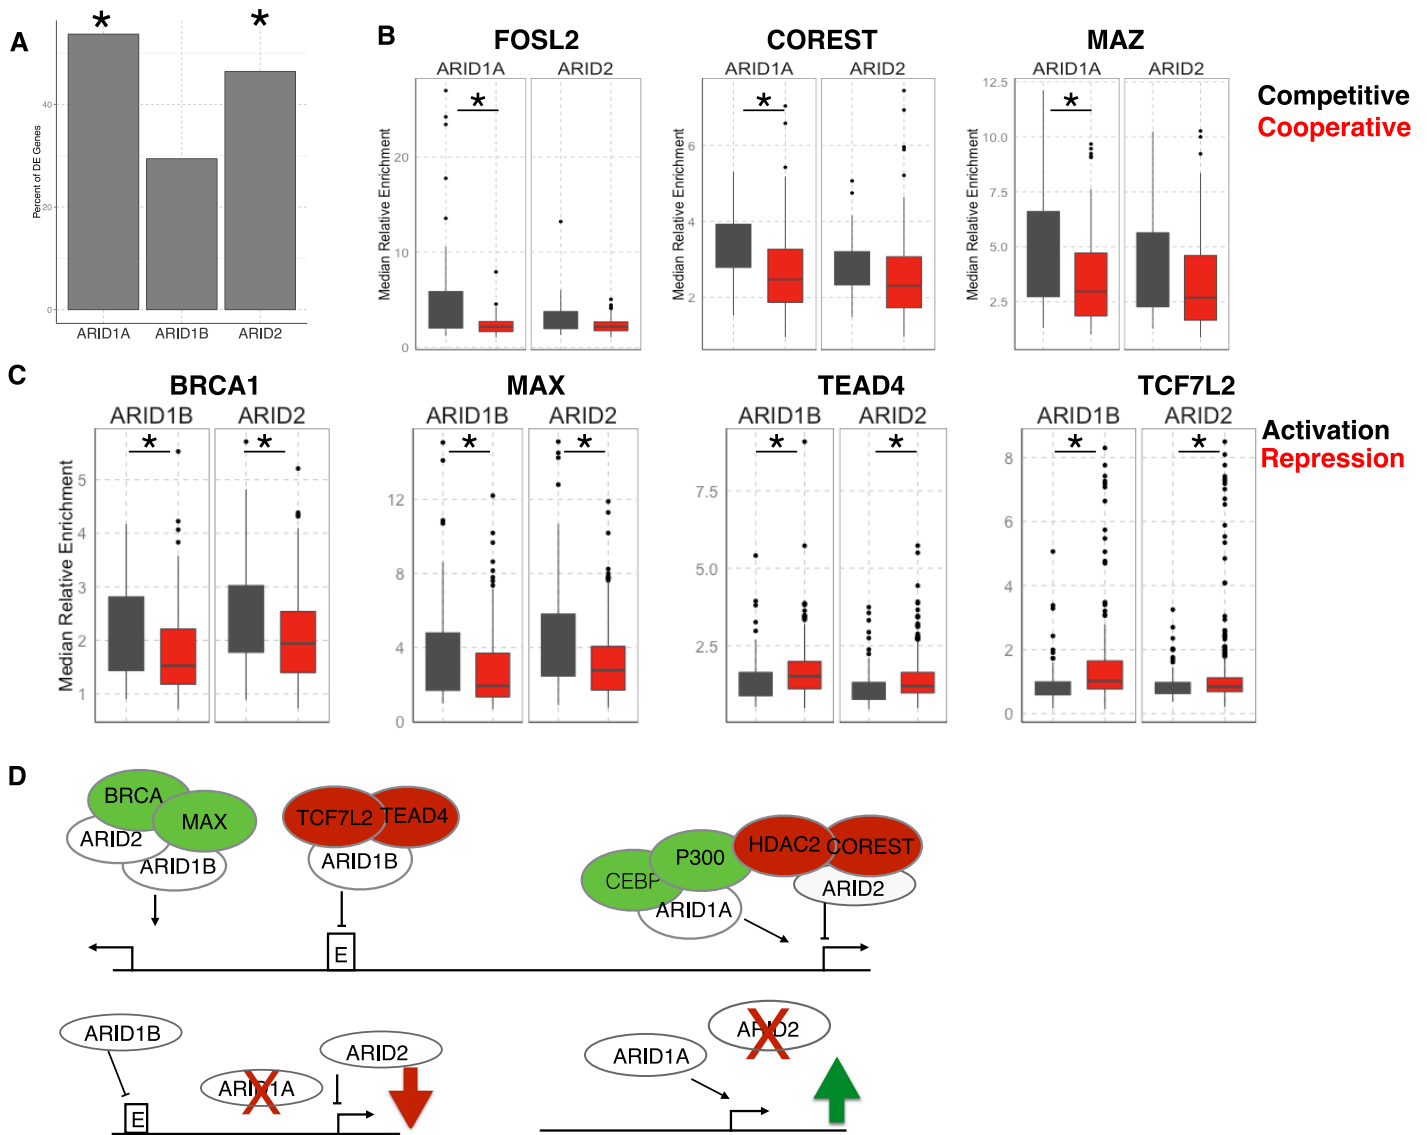 A
*
*
Percent of DE Genes
40
20
0
ARID1A
ARID1B
ARID2
B
FOSL2
COREST
MAZ
ARID1A
ARID2
ARID1A
ARID2
ARID1A
ARID2
Median Relative Enrichment
20
10
0
*
Median Relative Enrichment
6
4
2
*
Median Relative Enrichment
12.5
10.0
7.5
5.0
2.5
*
Competitive
Cooperative
C
BRCA1
MAX
TEAD4
TCF7L2
ARID1B
ARID2
ARID1B
ARID2
ARID1B
ARID2
ARID1B
ARID2
Median Relative Enrichment
5
4
3
2
1
*
*
12
8
4
0
*
*
7.5
5.0
2.5
*
*
8
6
4
2
0
*
*
Activation
Repression
D
BRCA
MAX
ARID2
ARID1B
TCF7L2
TEAD4
ARID1B
E
CEBP
P300
HDAC2
COREST
ARID1A
ARID2
ARID1B
E
ARID1A
X
ARID2
ARID1A
ARID2
X